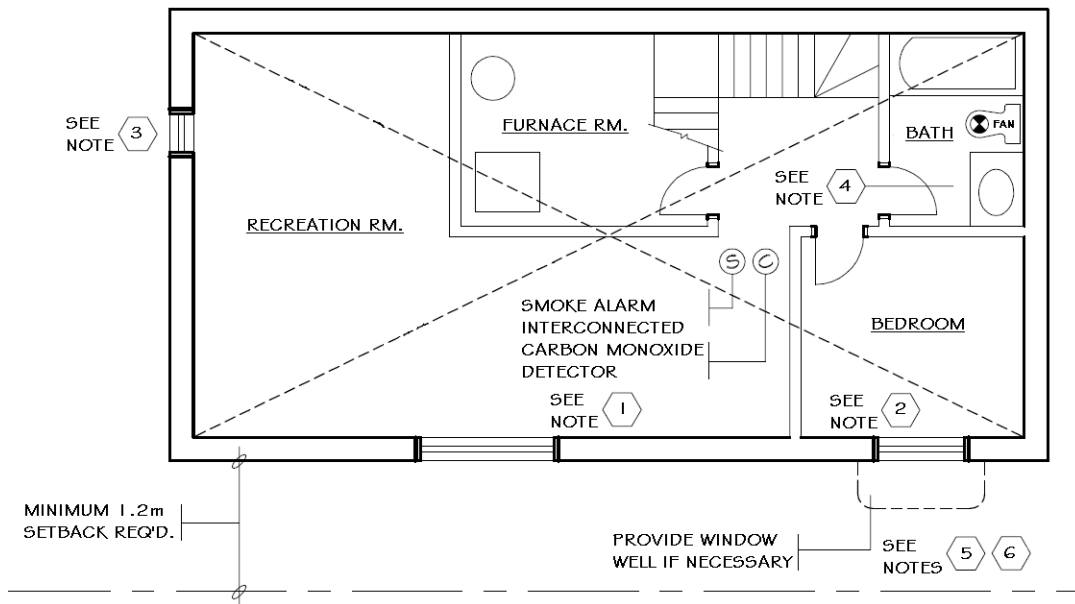 SEE
NOTE 3
FURNACE RM.
BATH
FAN
SEE
NOTE 4
RECREATION RM.
S C
SMOKE ALARM
INTERCONNECTED
CARBON MONOXIDE
DETECTOR
BEDROOM
SEE
NOTE 1
SEE
NOTE 2
MINIMUM 1.2m
SETBACK REQ'D.
PROVIDE WINDOW
WELL IF NECESSARY
SEE
NOTES 5 6